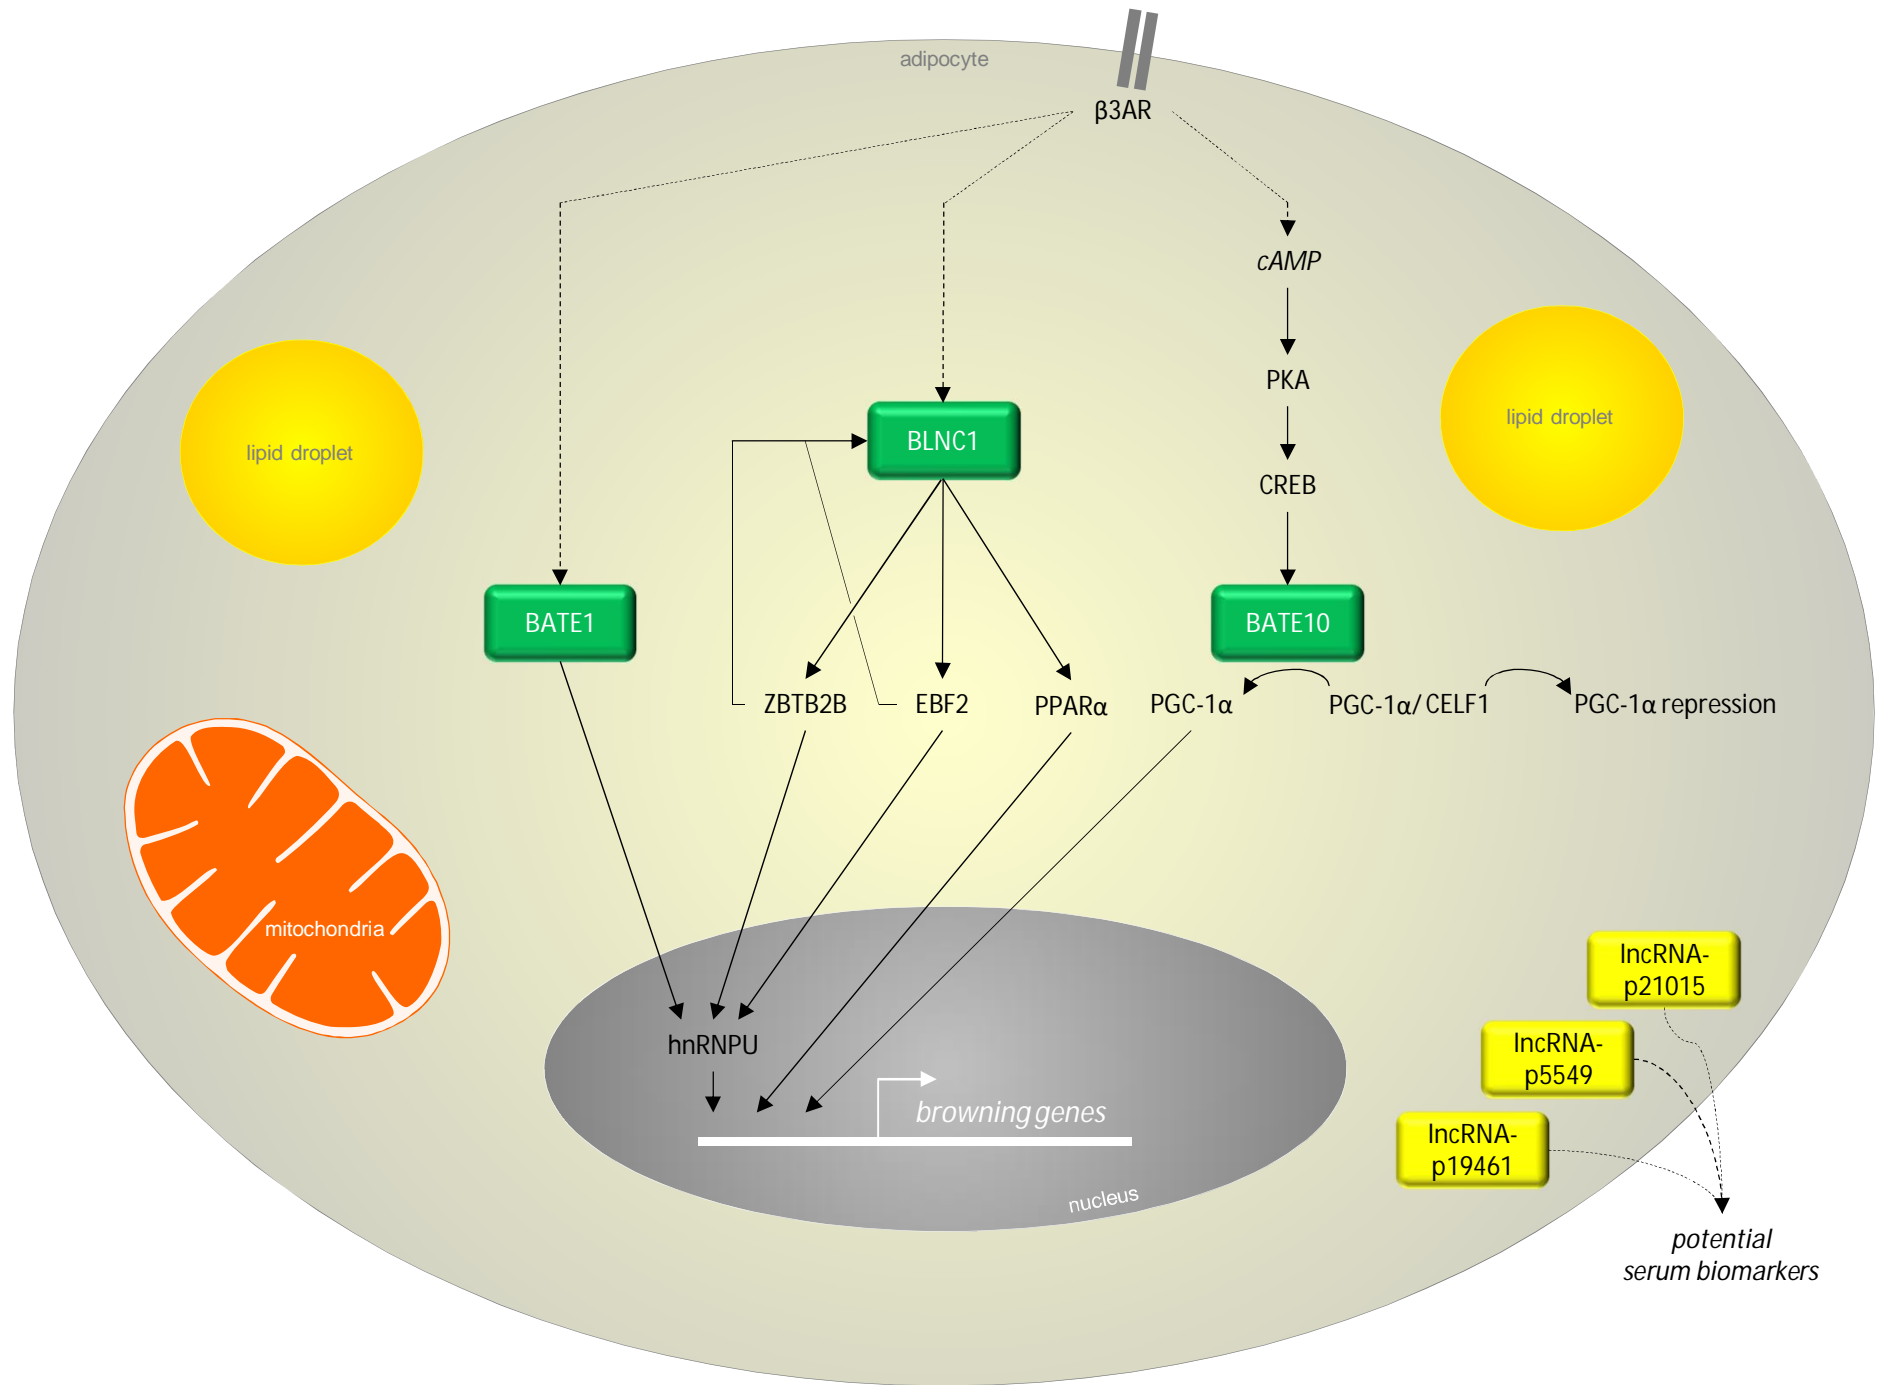 adipocyte
β3AR
cAMP
PKA
CREB
lipid droplet
lipid droplet
BLNC1
BATE1
BATE10
ZBTB2B
EBF2
PPARα
PGC-1α
PGC-1α/ CELF1
PGC-1α repression
mitochondria
hnRNPU
browning genes
nucleus
lncRNA-
p21015
lncRNA-
p5549
lncRNA-
p19461
potential
serum biomarkers